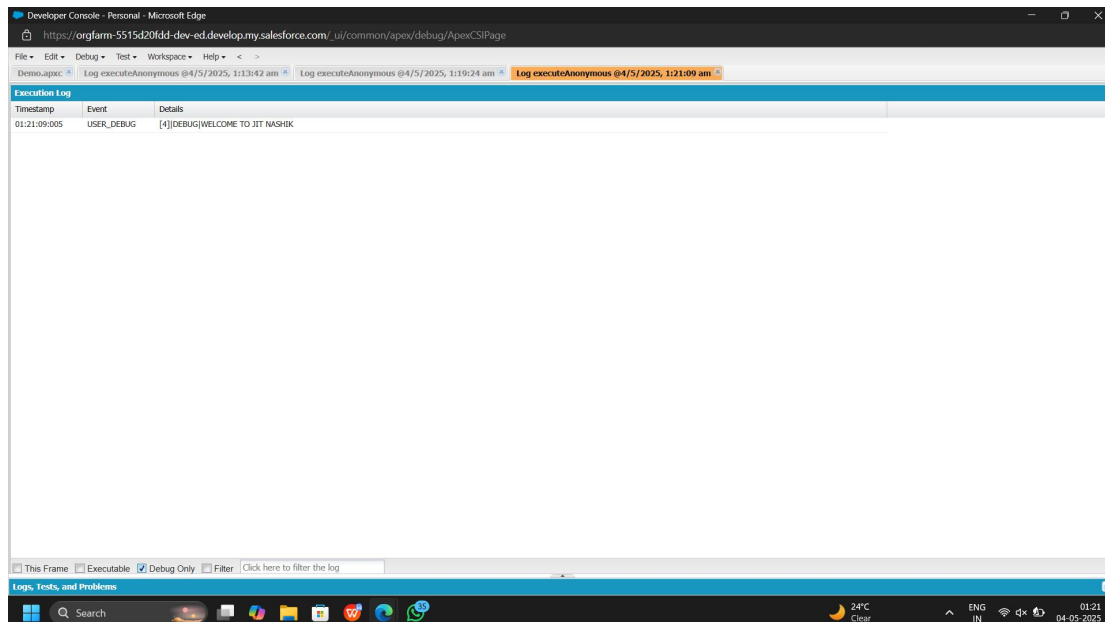 Developer Console - Personal - Microsoft Edge
https://orgfarm-5515d20fdd-dev-ed.develop.my.salesforce.com/_ui/common/apex/debug/ApexCSIPage
File Edit Debug Test Workspace Help < >
Demo.apxc Log executeAnonymous @4/5/2025, 1:13:42 am Log executeAnonymous @4/5/2025, 1:19:24 am Log executeAnonymous @4/5/2025, 1:21:09 am
Execution Log
Timestamp Event Details
01:21:09:005 USER_DEBUG [4]|DEBUG|WELCOME TO JIT NASHIK
This Frame Executable Debug Only Filter Click here to filter the log
Logs, Tests, and Problems
Search 35 24°C ENG 01:21
Clear IN 04-05-2025